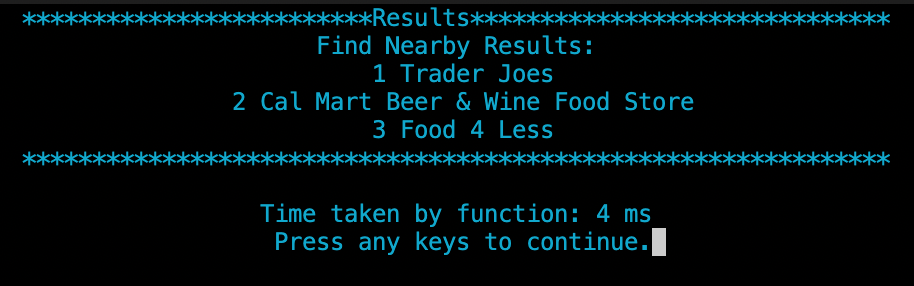 *************************Results******************************
Find Nearby Results:
1 Trader Joes
2 Cal Mart Beer & Wine Food Store
3 Food 4 Less
**************************************************************
Time taken by function: 4 ms
Press any keys to continue.